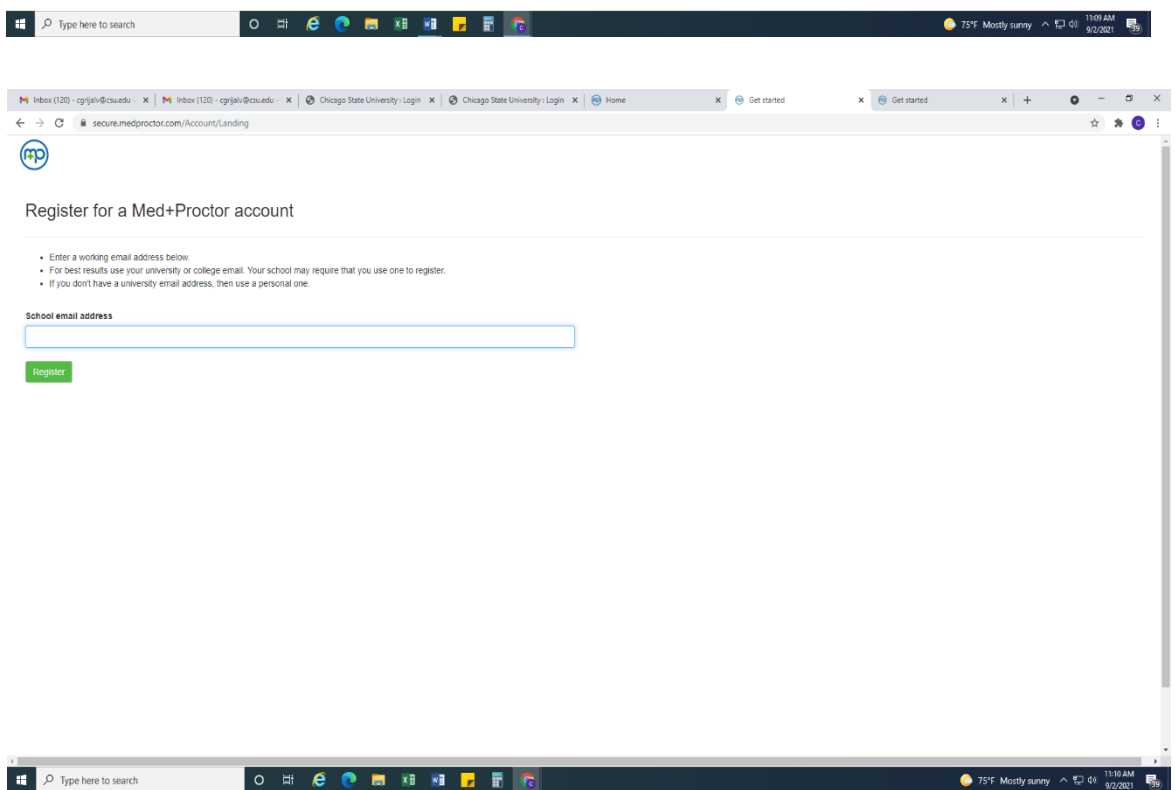 Type here to search
75°F Mostly sunny
11:09 AM
9/2/2021
39
Inbox (120) - cgrijalv@csu.edu - Inbox (120) - cgrijalv@csu.edu - Chicago State University : Login Chicago State University : Login Home Get started Get started
secure.medproctor.com/Account/Landing
C
mp
Register for a Med+Proctor account
• Enter a working email address below.
• For best results use your university or college email. Your school may require that you use one to register.
• If you don't have a university email address, then use a personal one.
School email address
Register
Type here to search
75°F Mostly sunny
11:10 AM
9/2/2021
39